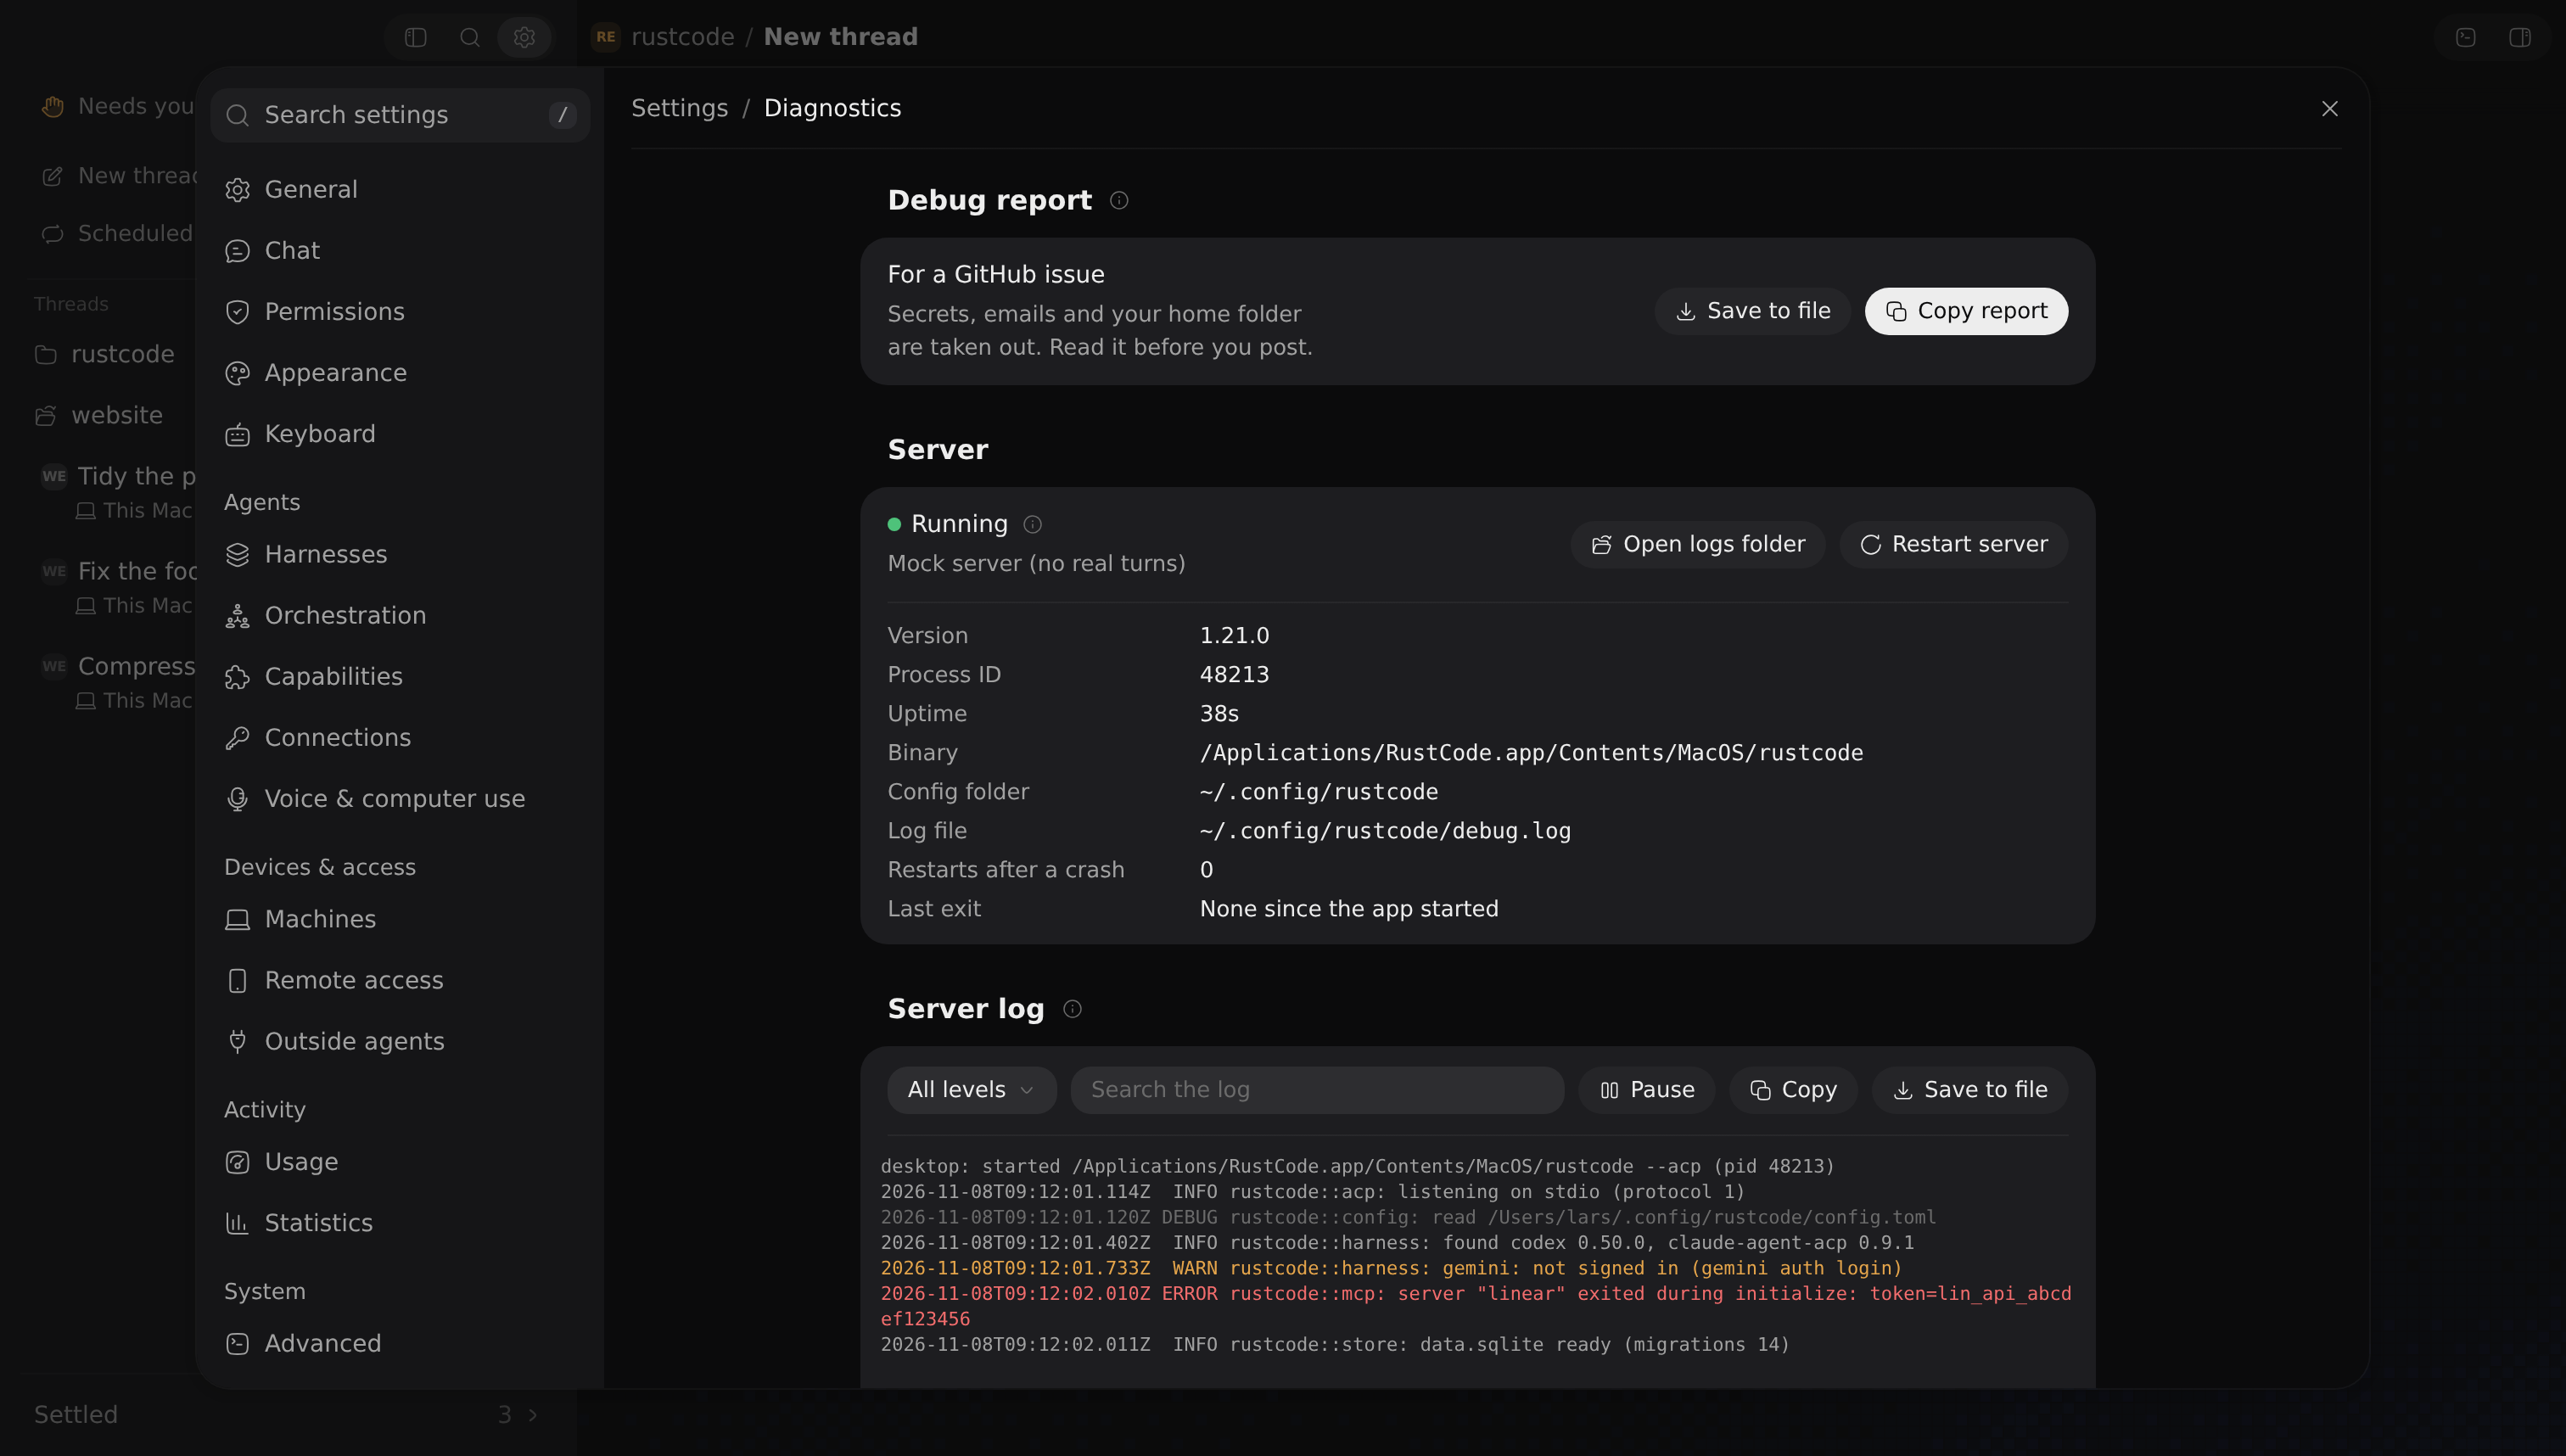 RE rustcode / New thread
Needs you
New thread
Scheduled
Threads
rustcode
website
WE Tidy the p
This Mac
WE Fix the foo
This Mac
WE Compress
This Mac
Settled 3
Search settings /
General
Chat
Permissions
Appearance
Keyboard
Agents
Harnesses
Orchestration
Capabilities
Connections
Voice & computer use
Devices & access
Machines
Remote access
Outside agents
Activity
Usage
Statistics
System
Advanced
Settings / Diagnostics
Debug report
For a GitHub issue
Secrets, emails and your home folder
are taken out. Read it before you post.
Save to file
Copy report
Server
Running
Mock server (no real turns)
Open logs folder
Restart server
Version 1.21.0
Process ID 48213
Uptime 38s
Binary /Applications/RustCode.app/Contents/MacOS/rustcode
Config folder ~/.config/rustcode
Log file ~/.config/rustcode/debug.log
Restarts after a crash 0
Last exit None since the app started
Server log
All levels
Search the log
Pause
Copy
Save to file
desktop: started /Applications/RustCode.app/Contents/MacOS/rustcode --acp (pid 48213)
2026-11-08T09:12:01.114Z  INFO rustcode::acp: listening on stdio (protocol 1)
2026-11-08T09:12:01.120Z DEBUG rustcode::config: read /Users/lars/.config/rustcode/config.toml
2026-11-08T09:12:01.402Z  INFO rustcode::harness: found codex 0.50.0, claude-agent-acp 0.9.1
2026-11-08T09:12:01.733Z  WARN rustcode::harness: gemini: not signed in (gemini auth login)
2026-11-08T09:12:02.010Z ERROR rustcode::mcp: server "linear" exited during initialize: token=lin_api_abcd
ef123456
2026-11-08T09:12:02.011Z  INFO rustcode::store: data.sqlite ready (migrations 14)